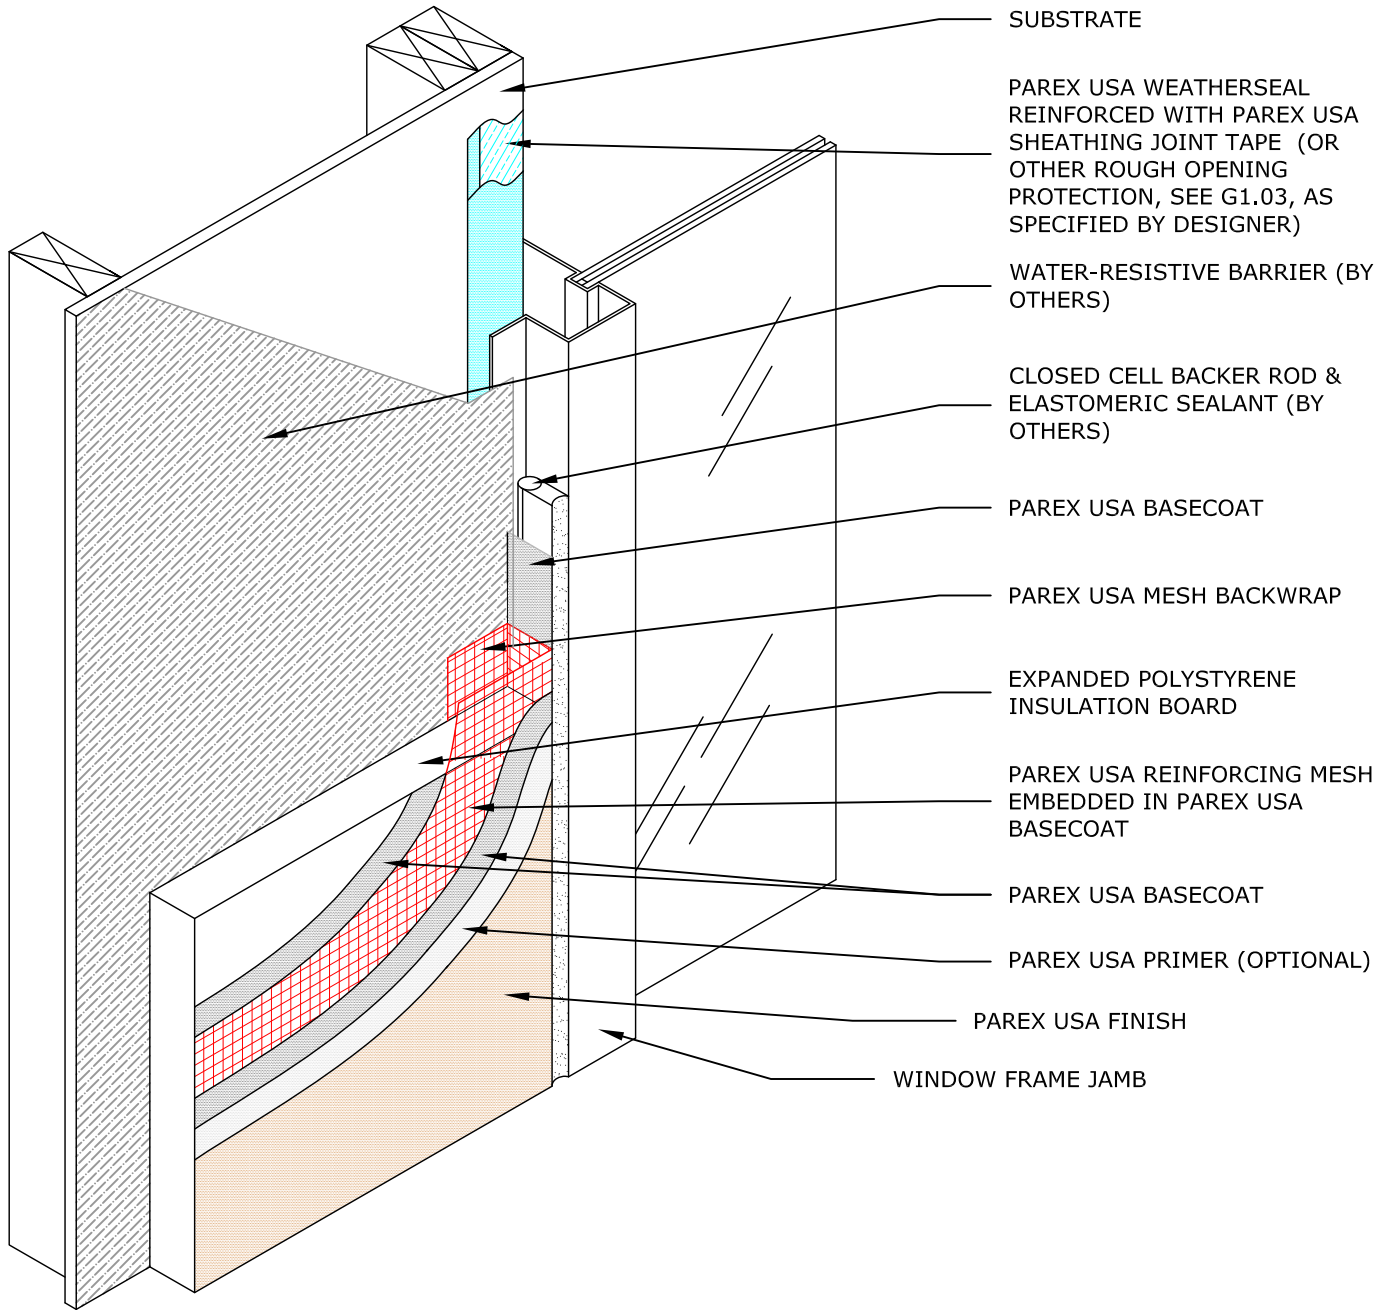 SUBSTRATE
PAREX USA WEATHERSEAL
REINFORCED WITH PAREX USA
SHEATHING JOINT TAPE (OR
OTHER ROUGH OPENING
PROTECTION, SEE G1.03, AS
SPECIFIED BY DESIGNER)
WATER-RESISTIVE BARRIER (BY
OTHERS)
CLOSED CELL BACKER ROD &
ELASTOMERIC SEALANT (BY
OTHERS)
PAREX USA BASECOAT
PAREX USA MESH BACKWRAP
EXPANDED POLYSTYRENE
INSULATION BOARD
PAREX USA REINFORCING MESH
EMBEDDED IN PAREX USA
BASECOAT
PAREX USA BASECOAT
PAREX USA PRIMER (OPTIONAL)
PAREX USA FINISH
WINDOW FRAME JAMB